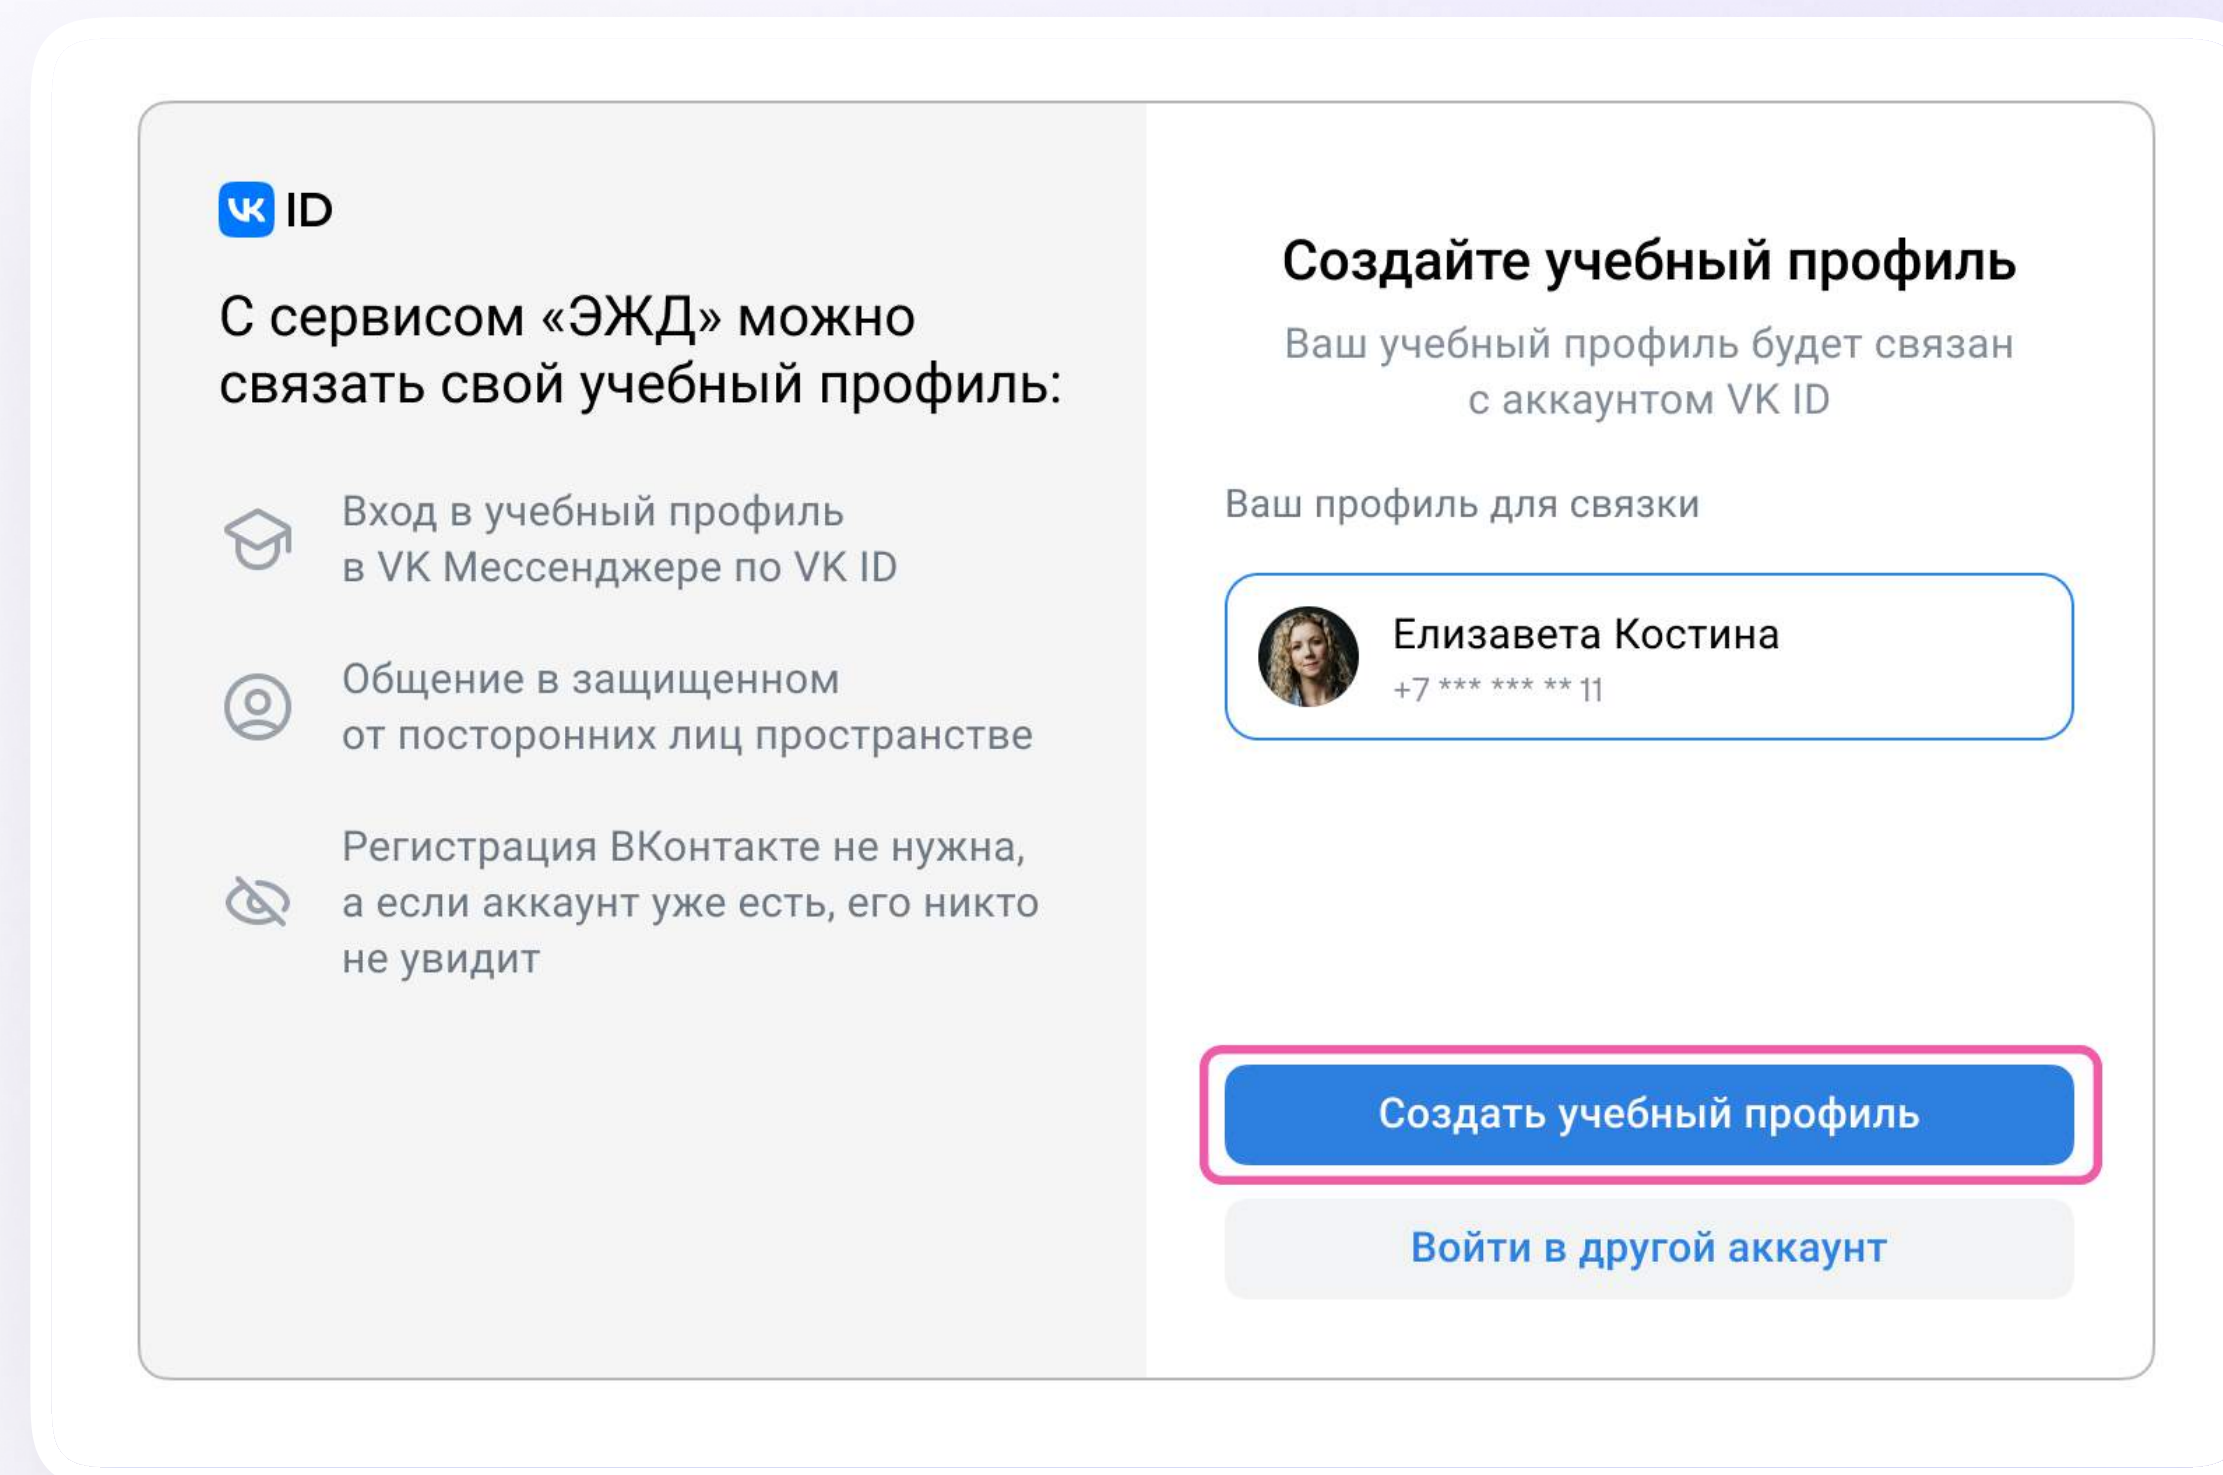 VK ID
С сервисом «ЭЖД» можно
связать свой учебный профиль:
Вход в учебный профиль
в VK Мессенджере по VK ID
Общение в защищенном
от посторонних лиц пространстве
Регистрация ВКонтакте не нужна,
а если аккаунт уже есть, его никто
не увидит
Создайте учебный профиль
Ваш учебный профиль будет связан
с аккаунтом VK ID
Ваш профиль для связки
Елизавета Костина
+7 *** *** ** 11
Создать учебный профиль
Войти в другой аккаунт